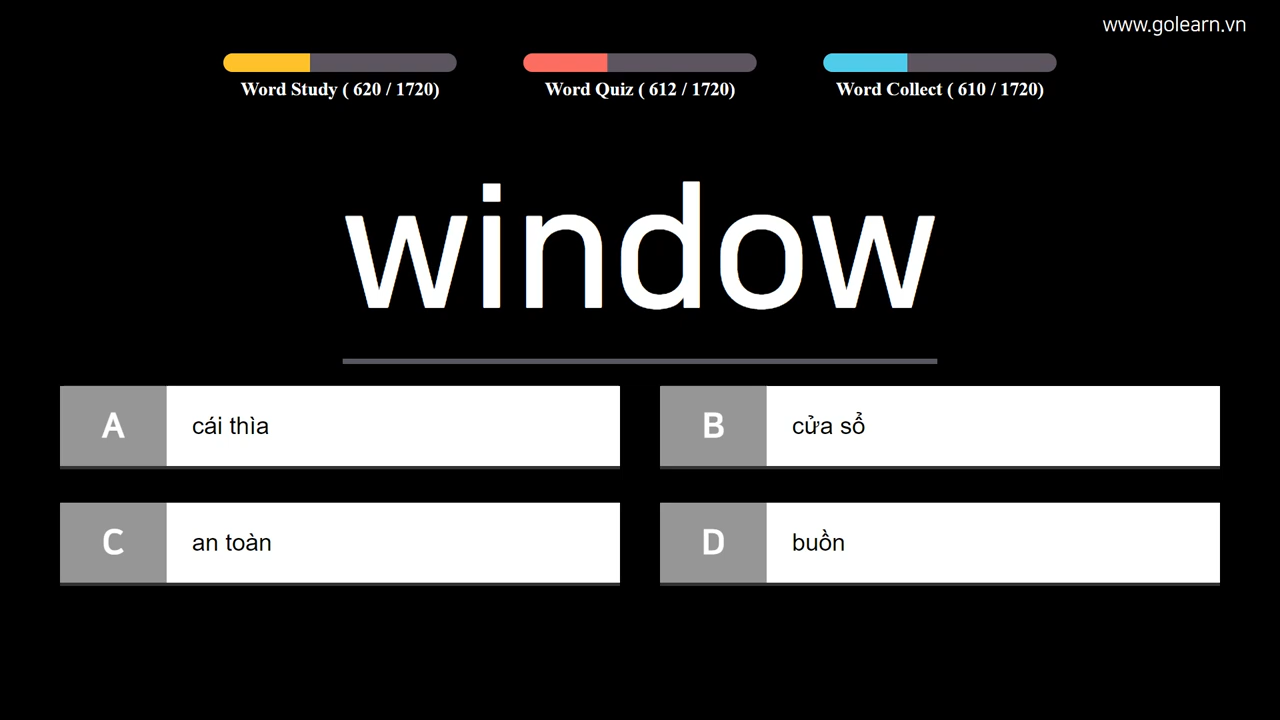 www.golearn.vn
Word Study ( 620 / 1720)
Word Quiz ( 612 / 1720)
Word Collect ( 610 / 1720)
window
A
cái thìa
B
cửa sổ
C
an toàn
D
buồn